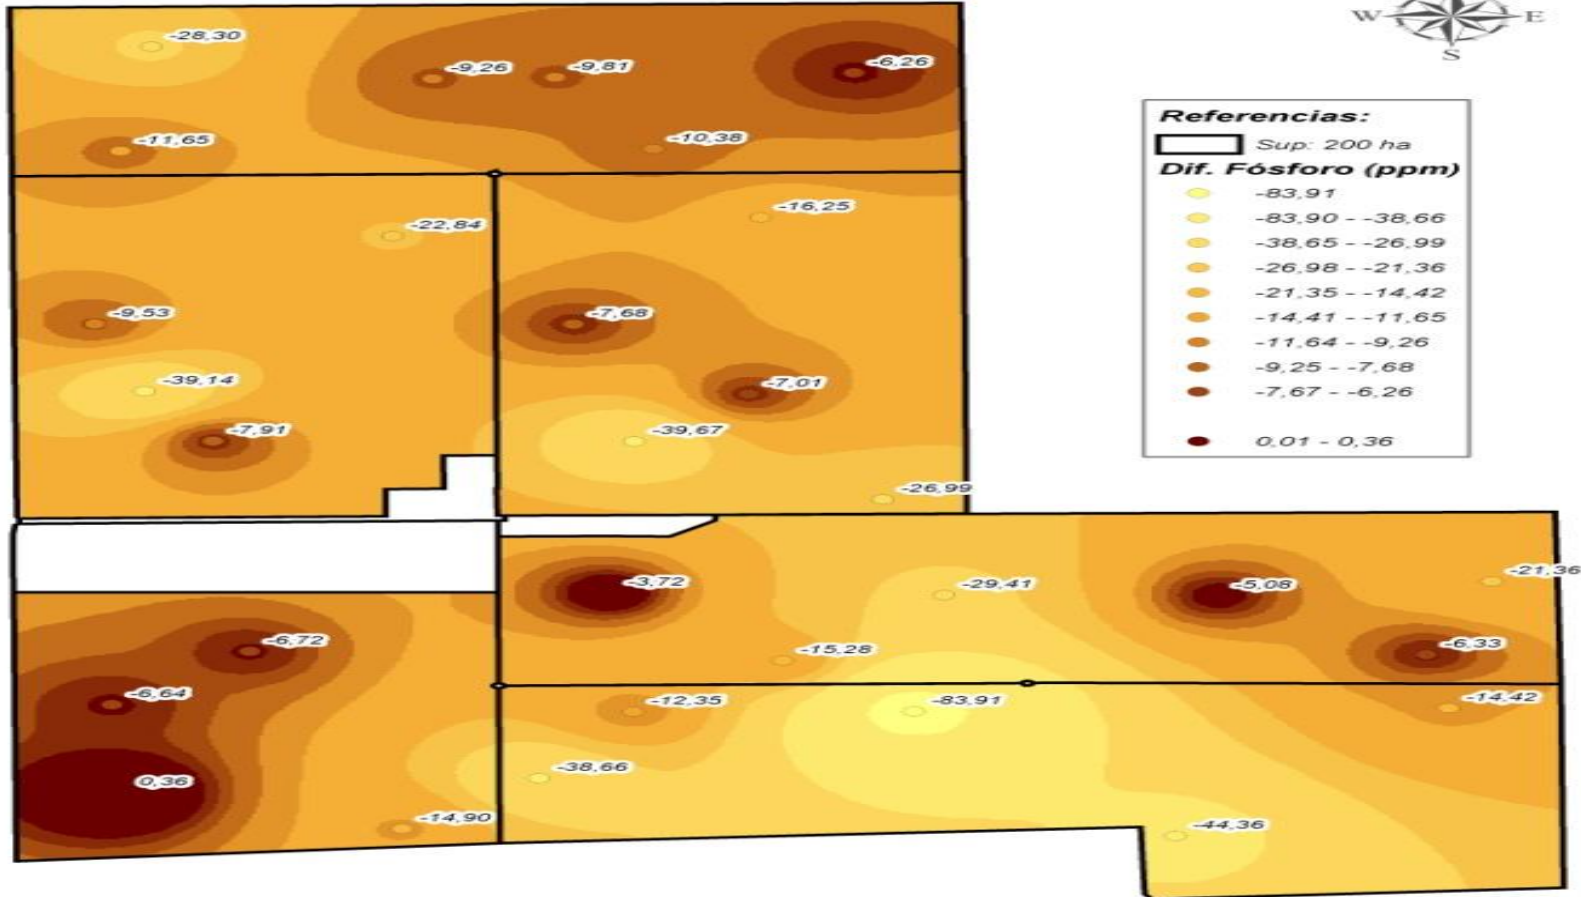 W E
S
-28,30
-9,26
-9,81
-6,26
-11,65
-10,38
-22,84
-16,25
-9,53
-7,68
-39,14
-7,01
-7,91
-39,67
-26,99
-3,72
-29,41
-5,08
-21,36
-6,72
-15,28
-6,33
-6,64
-12,35
-83,91
-14,42
0,36
-38,66
-14,90
-44,36
Referencias:
Sup: 200 ha
Dif. Fósforo (ppm)
-83,91
-83,90 - -38,66
-38,65 - -26,99
-26,98 - -21,36
-21,35 - -14,42
-14,41 - -11,65
-11,64 - -9,26
-9,25 - -7,68
-7,67 - -6,26
0,01 - 0,36